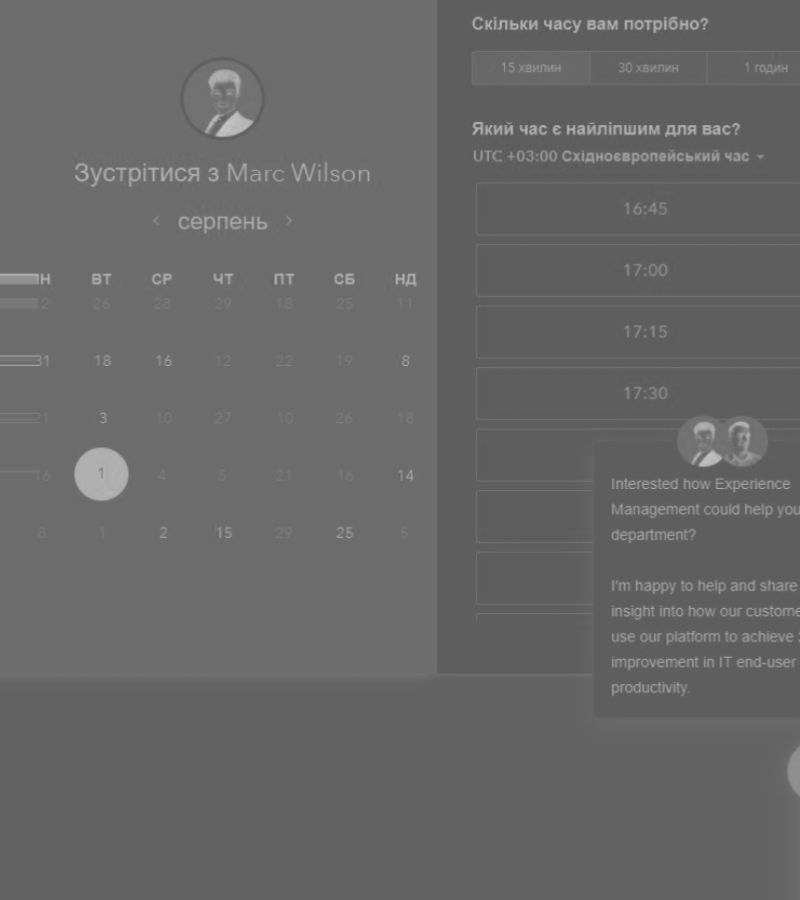 Зустрітися з Marc Wilson
серпень
Н ВТ СР ЧТ ПТ СБ НД
2 26 28 29 18 25 11
31 18 16 12 22 19 8
21 3 10 27 10 26 18
16 1 4 5 21 16 14
8 1 2 15 29 25 5
Скільки часу вам потрібно?
15 хвилин 30 хвилин 1 годин
Який час є найліпшим для вас?
UTC +03:00 Східноєвропейський час
16:45
17:00
17:15
17:30
Interested how Experience
Management could help you
department?
I'm happy to help and share
insight into how our custome
use our platform to achieve
improvement in IT end-user
productivity.